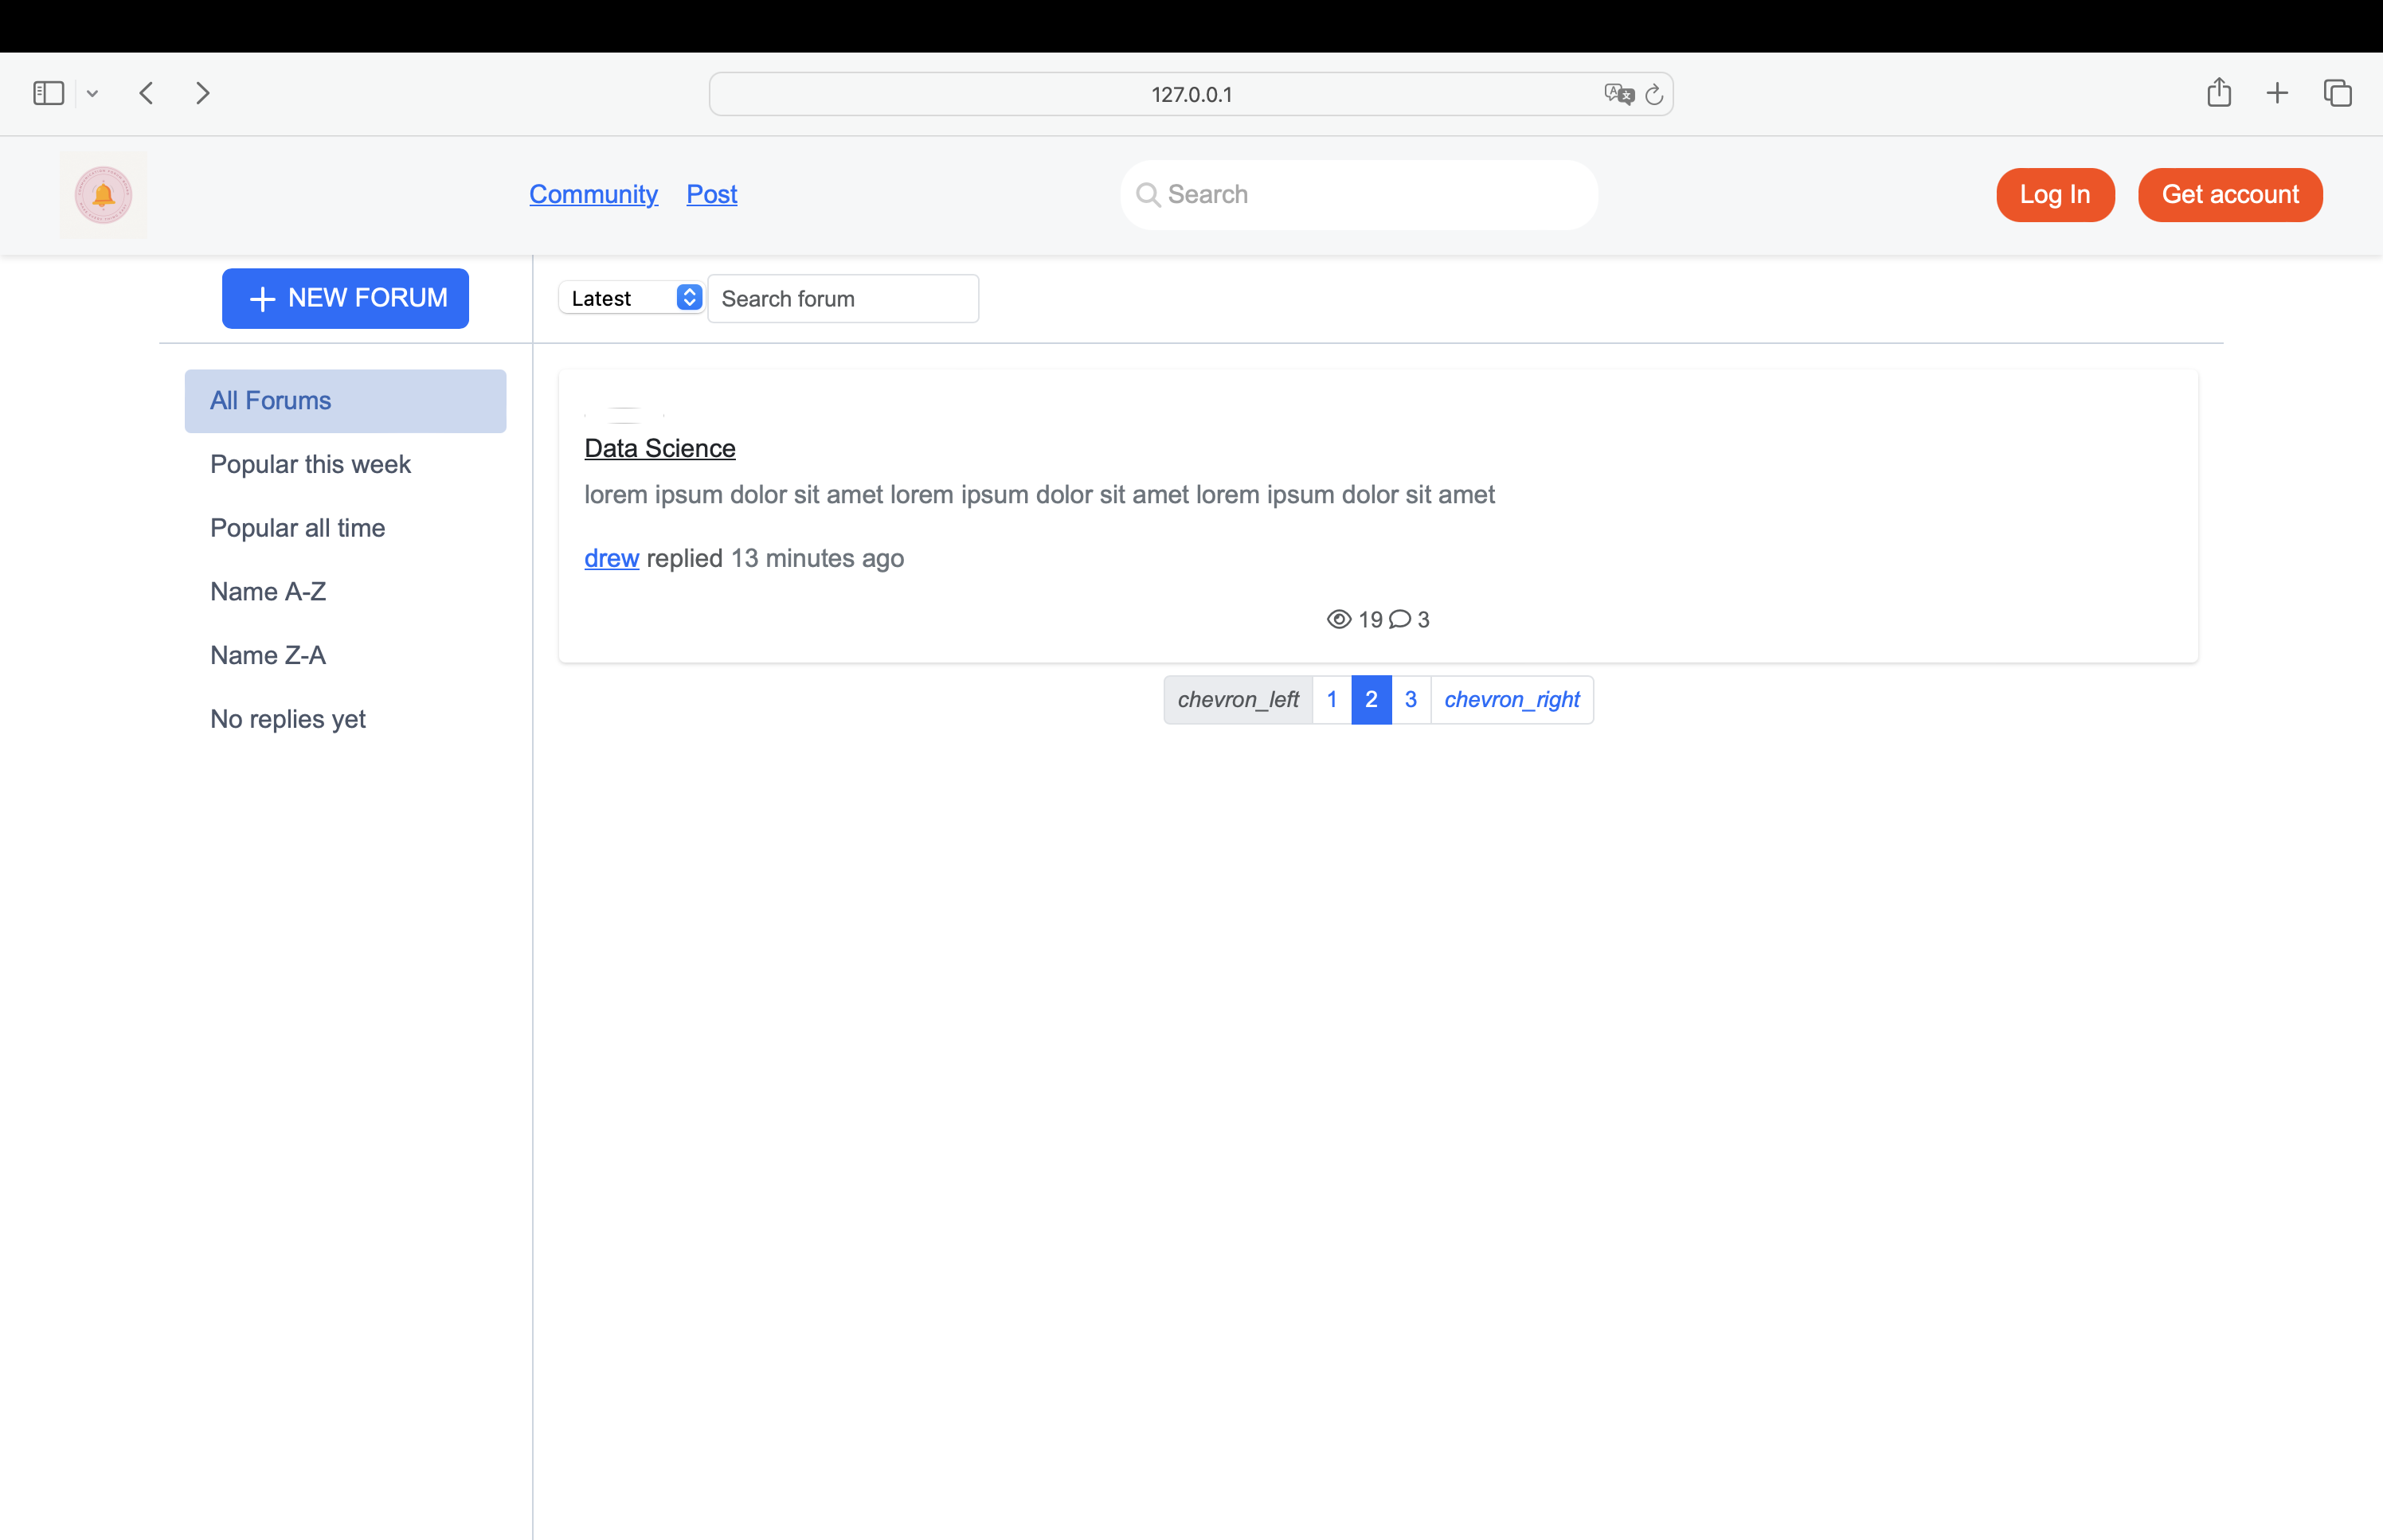 127.0.0.1
Community Post Search Log In Get account
NEW FORUM
Latest Search forum
All Forums
Popular this week
Popular all time
Name A-Z
Name Z-A
No replies yet
Data Science
lorem ipsum dolor sit amet lorem ipsum dolor sit amet lorem ipsum dolor sit amet
drew replied 13 minutes ago
19 3
chevron_left 1 2 3 chevron_right